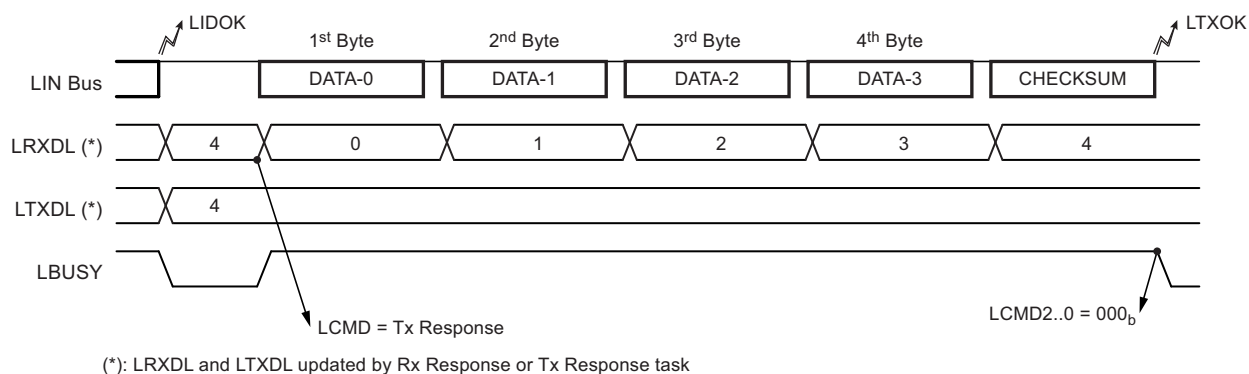 LIDOK
LTXOK
1st Byte 2nd Byte 3rd Byte 4th Byte
LIN Bus DATA-0 DATA-1 DATA-2 DATA-3 CHECKSUM
LRXDL (*) 4 0 1 2 3 4
LTXDL (*) 4
LBUSY
LCMD = Tx Response
LCMD2..0 = 000b
(*): LRXDL and LTXDL updated by Rx Response or Tx Response task